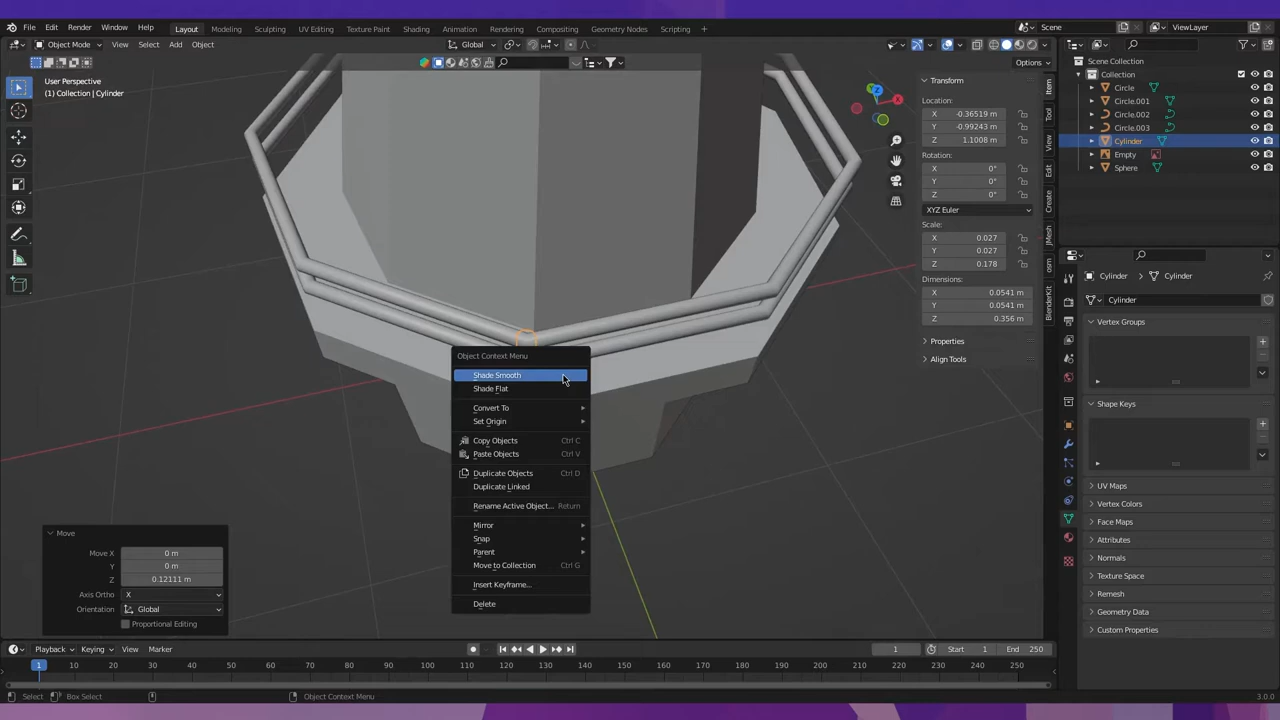 File Edit Render Window Help Layout Modeling Sculpting UV Editing Texture Paint Shading Animation Rendering Compositing Geometry Nodes Scripting Scene ViewLayer
Object Mode View Select Add Object Global
Options
User Perspective
(1) Collection | Cylinder
Scene Collection
Collection
Circle
Circle.001
Circle.002
Circle.003
Cylinder
Empty
Sphere
Transform
Location:
X -0.36519 m
Y -0.99243 m
Z 1.1008 m
Rotation:
X 0°
Y 0°
Z 0°
XYZ Euler
Scale:
X 0.027
Y 0.027
Z 0.178
Dimensions:
X 0.0541 m
Y 0.0541 m
Z 0.356 m
Properties
Align Tools
Item
Tool
View
Edit
Create
JMesh
osm
BlenderKit
X
Z
Cylinder Cylinder
Cylinder
Vertex Groups
Shape Keys
UV Maps
Vertex Colors
Face Maps
Attributes
Normals
Texture Space
Remesh
Geometry Data
Custom Properties
Object Context Menu
Shade Smooth
Shade Flat
Convert To
Set Origin
Copy Objects Ctrl C
Paste Objects Ctrl V
Duplicate Objects Ctrl D
Duplicate Linked
Rename Active Object... Return
Mirror
Snap
Parent
Move to Collection Ctrl G
Insert Keyframe...
Delete
Move
Move X 0 m
Y 0 m
Z 0.12111 m
Axis Ortho X
Orientation Global
Proportional Editing
Playback Keying View Marker 1 Start 1 End 250
1 10 20 30 40 50 60 70 80 90 100 110 120 130 140 150 160 170 180 190 200 210 220 230 240 250
Select Box Select Object Context Menu 3.0.0